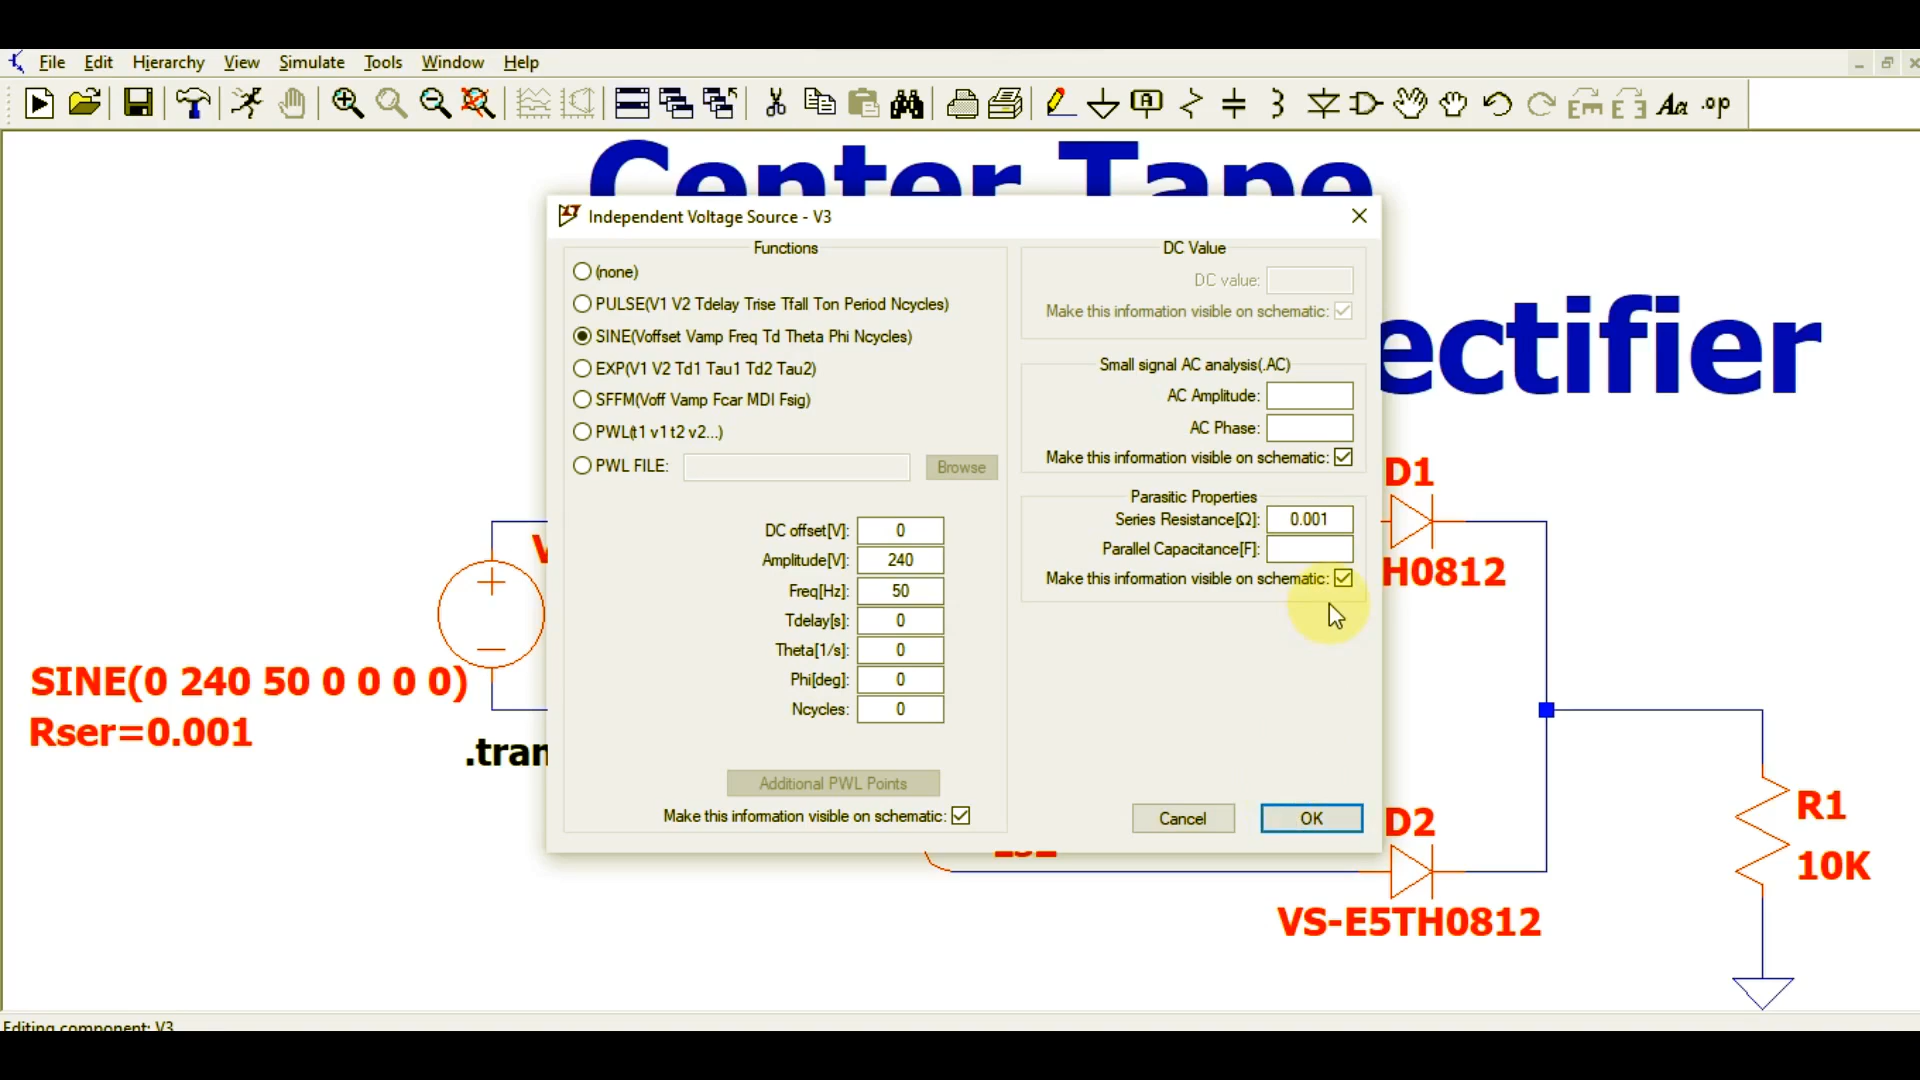 File Edit Hierarchy View Simulate Tools Window Help
Aa .op
Center Tape
ectifier
Independent Voltage Source - V3
Functions
(none)
PULSE(V1 V2 Tdelay Trise Tfall Ton Period Ncycles)
SINE(Voffset Vamp Freq Td Theta Phi Ncycles)
EXP(V1 V2 Td1 Tau1 Td2 Tau2)
SFFM(Voff Vamp Fcar MDI Fsig)
PWL(t1 v1 t2 v2...)
PWL FILE: Browse
DC offset[V]: 0
Amplitude[V]: 240
Freq[Hz]: 50
Tdelay[s]: 0
Theta[1/s]: 0
Phi[deg]: 0
Ncycles: 0
Additional PWL Points
Make this information visible on schematic:
DC Value
DC value:
Make this information visible on schematic:
Small signal AC analysis(.AC)
AC Amplitude:
AC Phase:
Make this information visible on schematic:
Parasitic Properties
Series Resistance[Ω]: 0.001
Parallel Capacitance[F]:
Make this information visible on schematic:
Cancel OK
SINE(0 240 50 0 0 0 0)
Rser=0.001
.tran
D1
H0812
D2
VS-E5TH0812
R1
10K
Editing component: V3